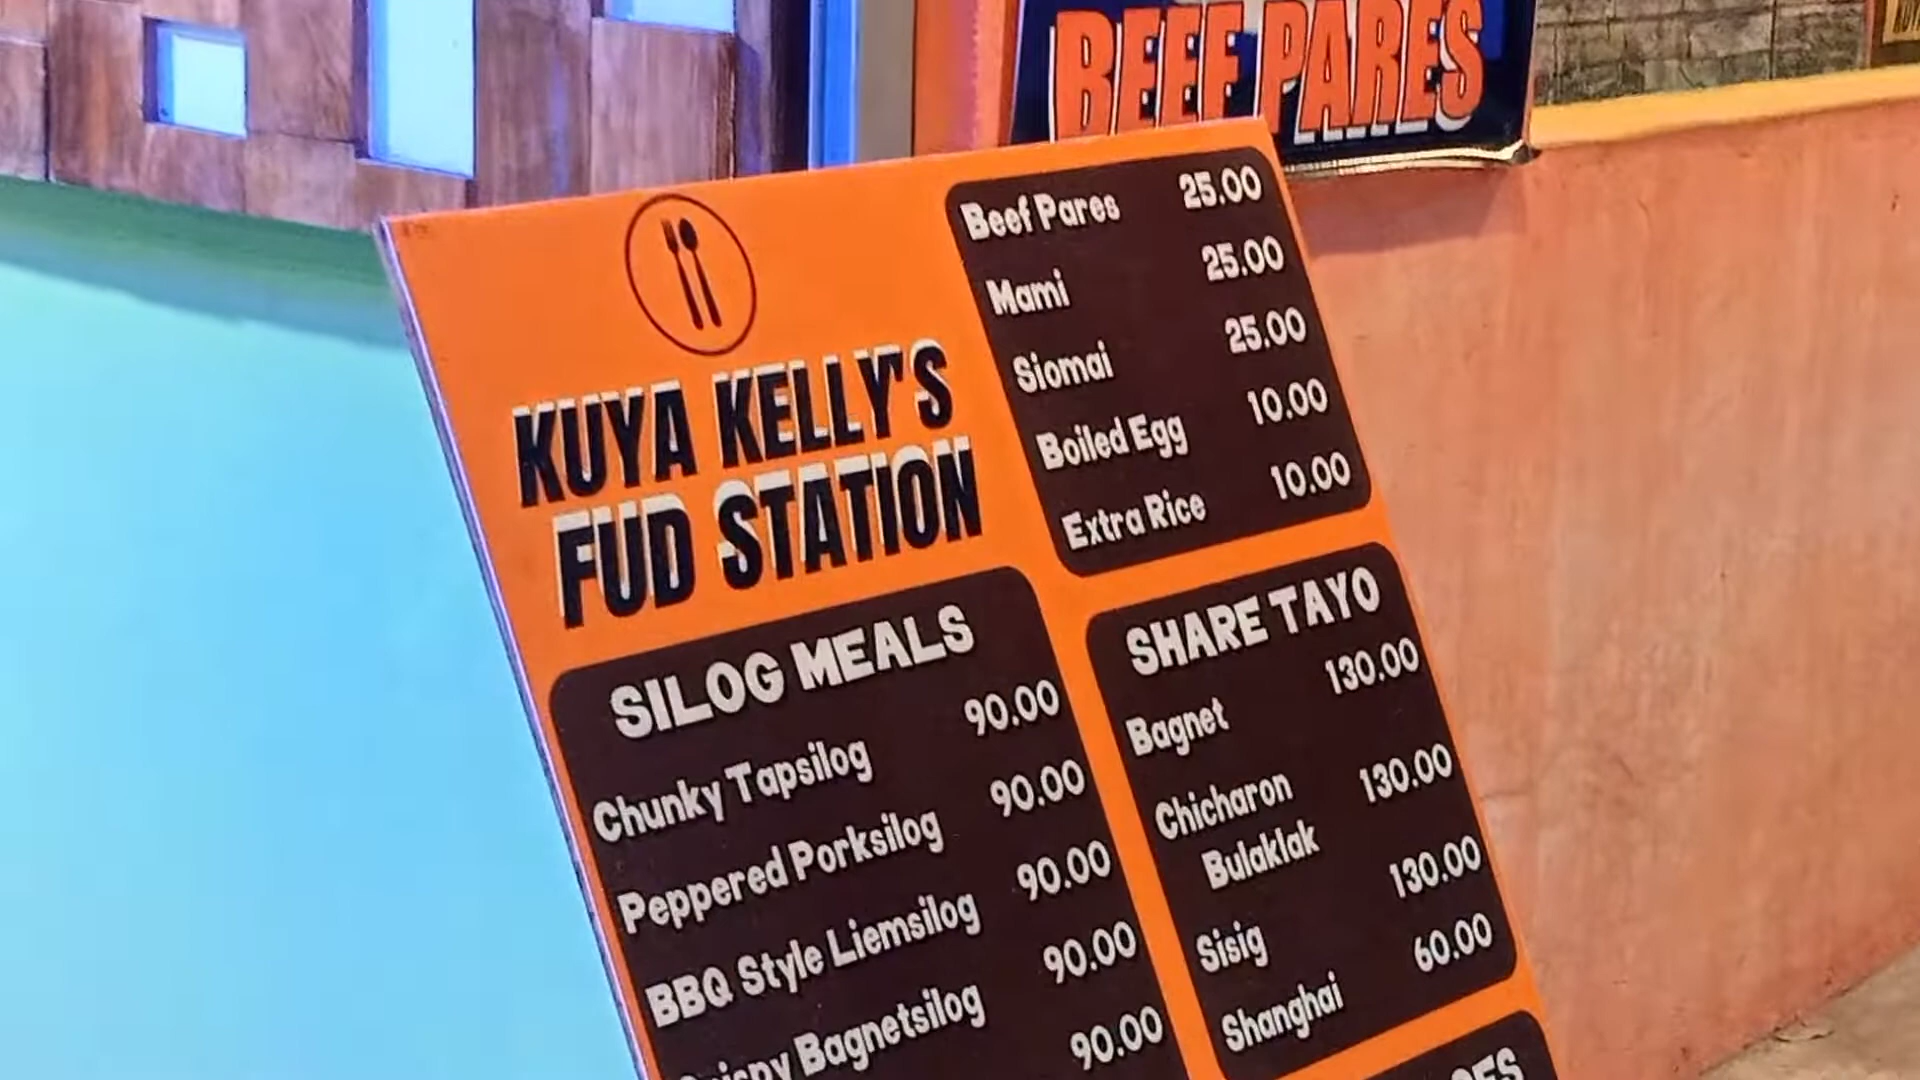 BEEF PARES
KUYA KELLY'S
FUD STATION
Beef Pares 25.00
Mami 25.00
Siomai 25.00
Boiled Egg 10.00
Extra Rice 10.00
SILOG MEALS
Chunky Tapsilog 90.00
Peppered Porksilog 90.00
BBQ Style Liemsilog 90.00
Bagnetsilog 90.00
90.00
SHARE TAYO
Bagnet 130.00
Chicharon 130.00
Bulaklak
Sisig 130.00
Shanghai 60.00